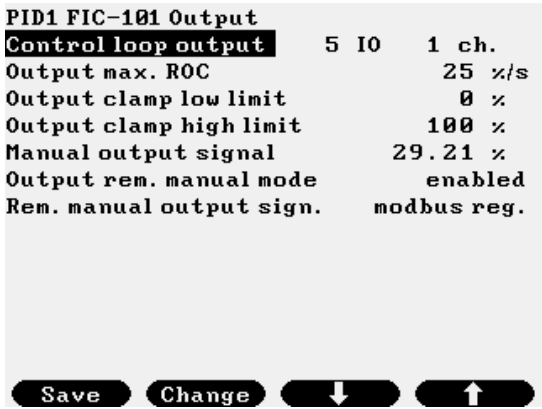 PID1 FIC-101 Output
Control loop output 5 IO 1 ch.
Output max. ROC 25 %/s
Output clamp low limit 0 %
Output clamp high limit 100 %
Manual output signal 29.21 %
Output rem. manual mode enabled
Rem. manual output sign. modbus reg.
Save Change ↓ ↑